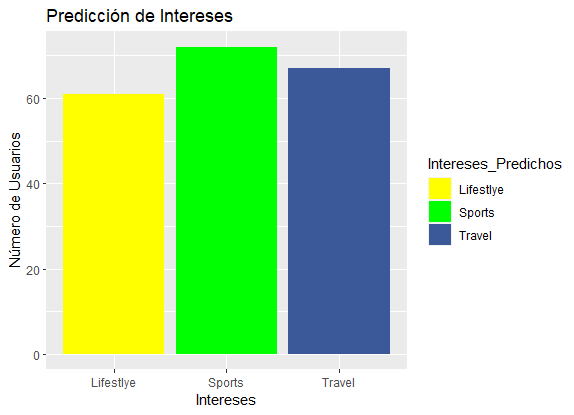 Predicción de Intereses
Número de Usuarios
60
40
20
0
Lifestlye
Sports
Travel
Intereses
Intereses_Predichos
Lifestlye
Sports
Travel